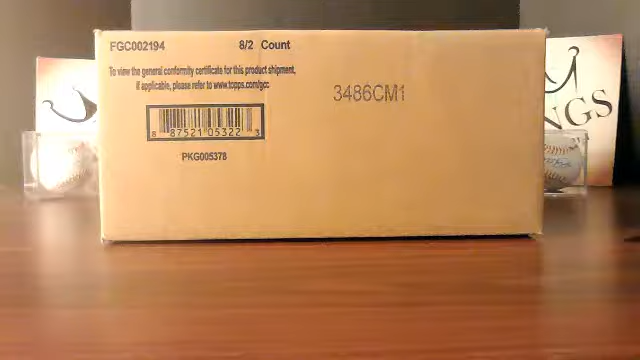 FGC002194 8/2 Count
To view the general conformity certificate for this product shipment,
if applicable, please refer to www.topps.com/gcc
3486CM1
8 87521 05322 3
PKG005378
NGS